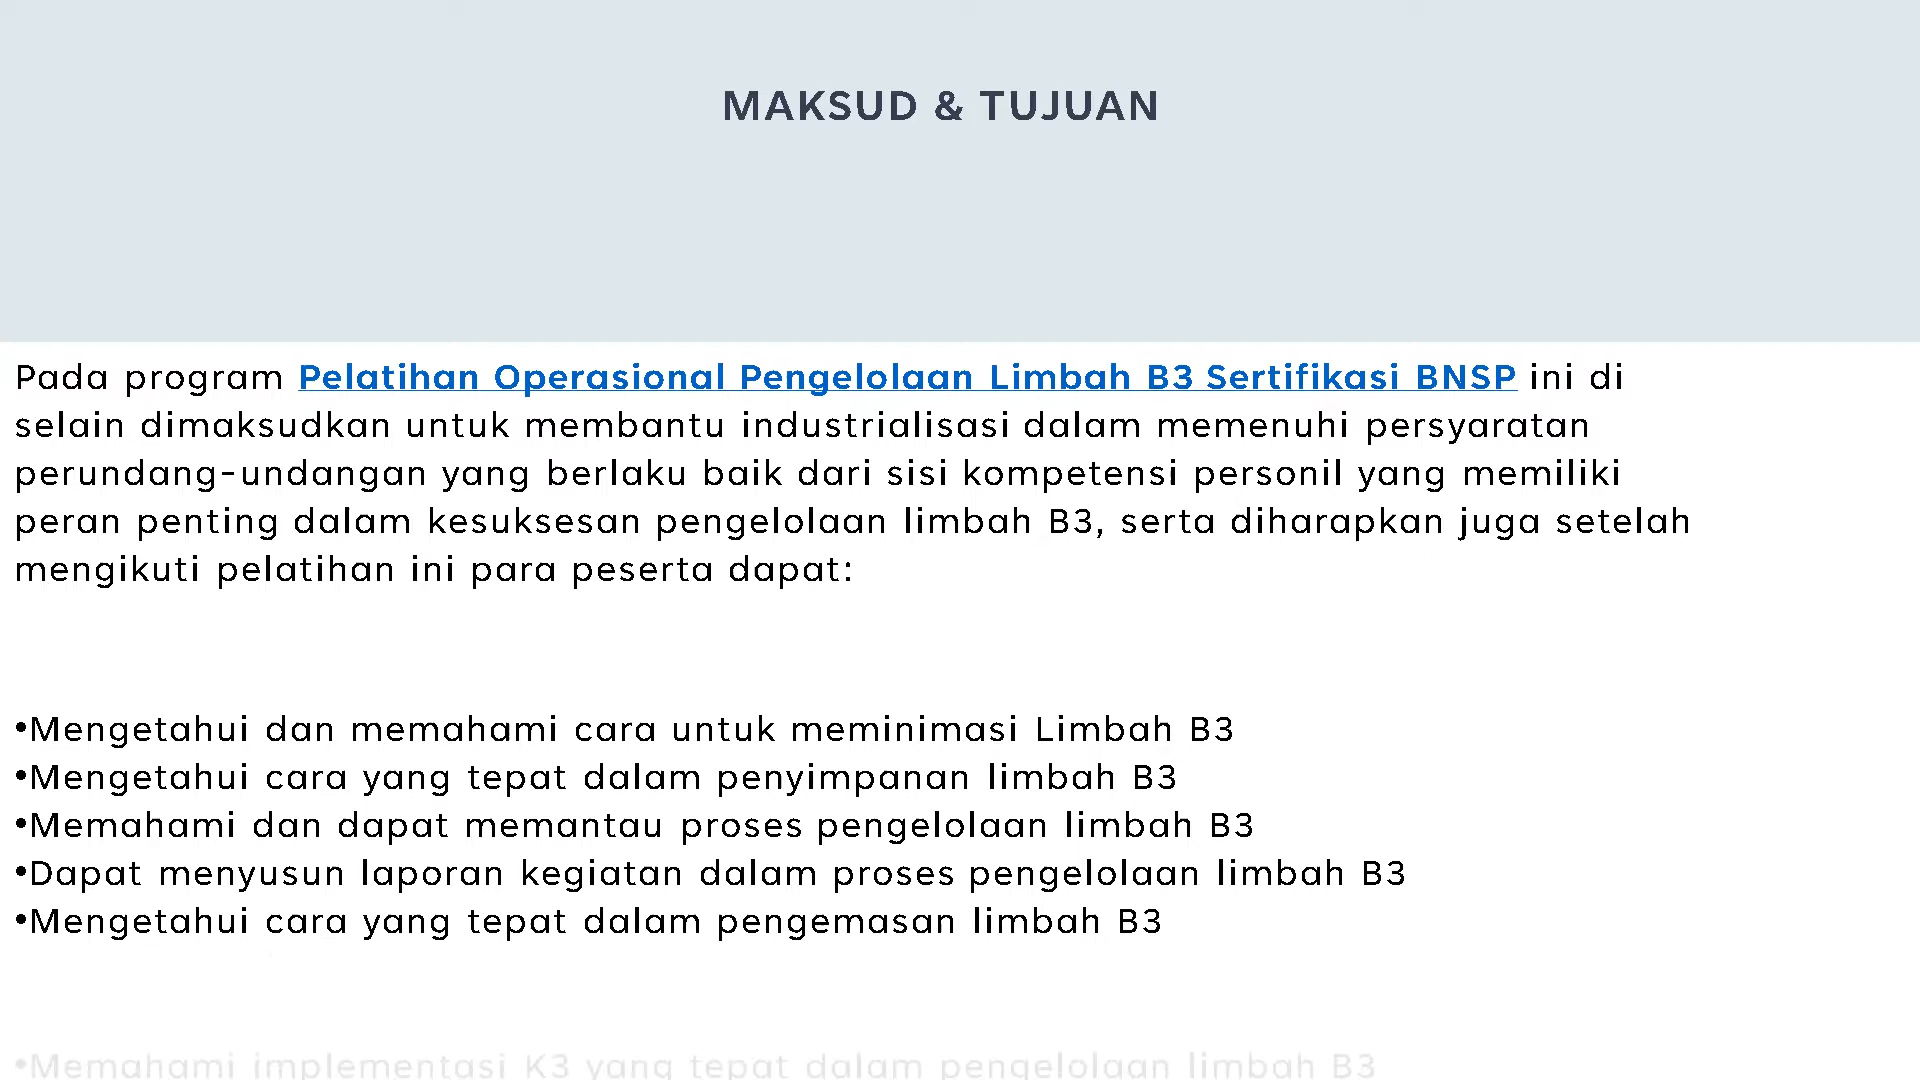 MAKSUD & TUJUAN
Pada program Pelatihan Operasional Pengelolaan Limbah B3 Sertifikasi BNSP ini di
selain dimaksudkan untuk membantu industrialisasi dalam memenuhi persyaratan
perundang-undangan yang berlaku baik dari sisi kompetensi personil yang memiliki
peran penting dalam kesuksesan pengelolaan limbah B3, serta diharapkan juga setelah
mengikuti pelatihan ini para peserta dapat:
•Mengetahui dan memahami cara untuk meminimasi Limbah B3
•Mengetahui cara yang tepat dalam penyimpanan limbah B3
•Memahami dan dapat memantau proses pengelolaan limbah B3
•Dapat menyusun laporan kegiatan dalam proses pengelolaan limbah B3
•Mengetahui cara yang tepat dalam pengemasan limbah B3
•Memahami implementasi K3 yang tepat dalam pengelolaan limbah B3